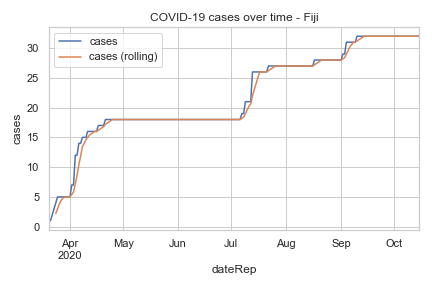 COVID-19 cases over time - Fiji
cases
cases (rolling)
cases
30
25
20
15
10
5
0
Apr May Jun Jul Aug Sep Oct
2020
dateRep